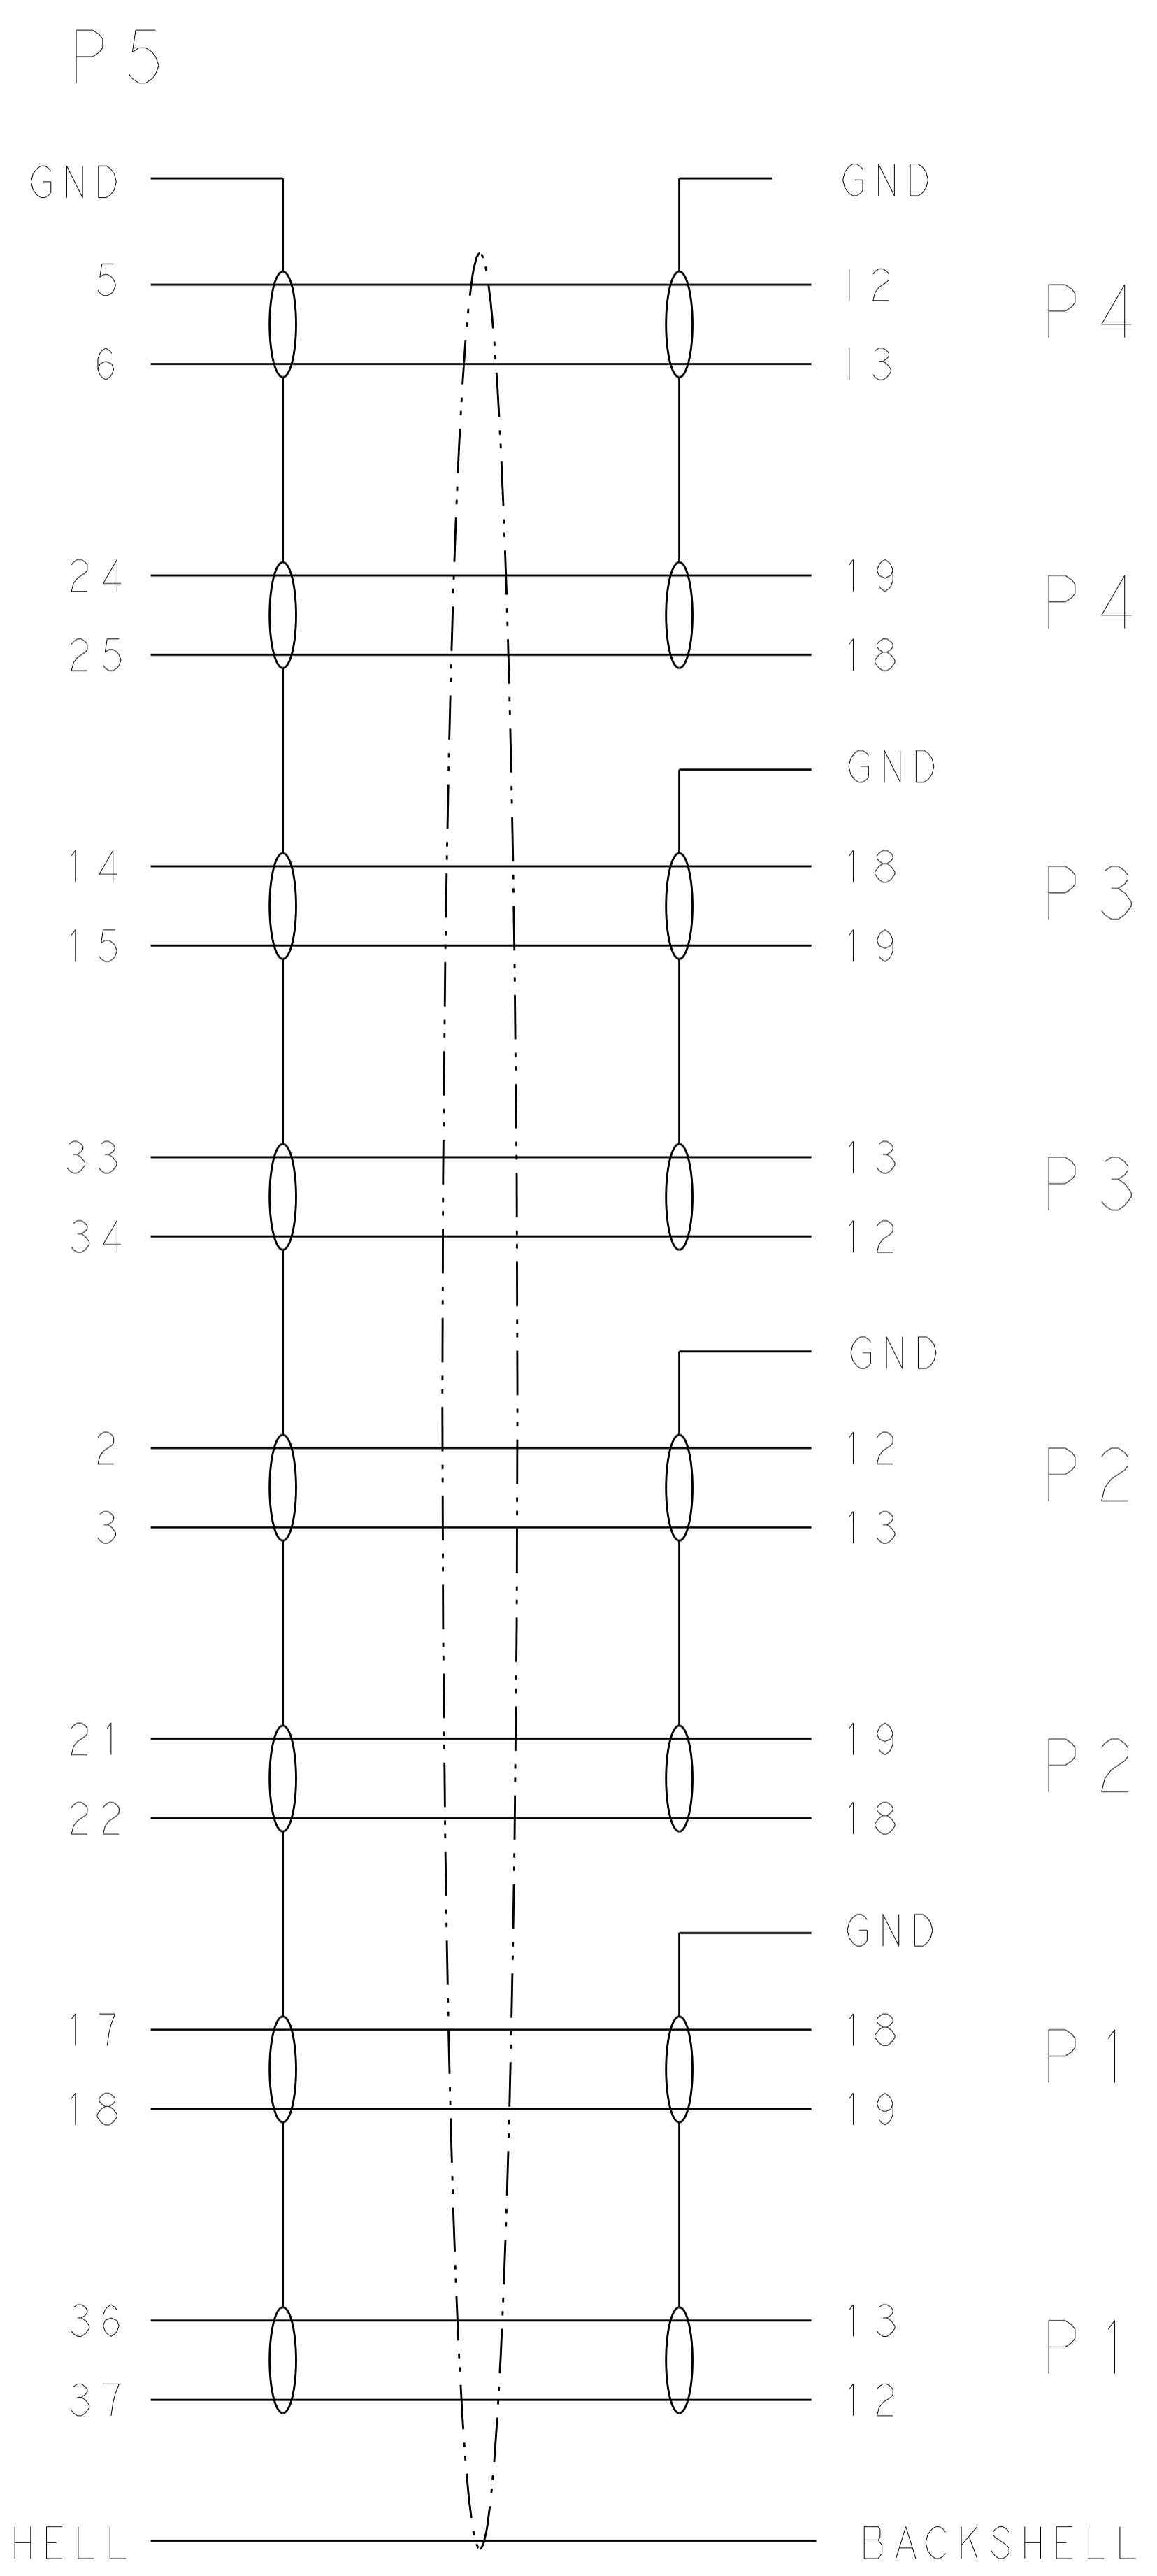 P5
GND GND
5 12 P4
6 13
24 19 P4
25 18
GND
14 18 P3
15 19
33 13 P3
34 12
GND
2 12 P2
3 13
21 19 P2
22 18
GND
17 18 P1
18 19
36 13 P1
37 12
HELL BACKSHELL